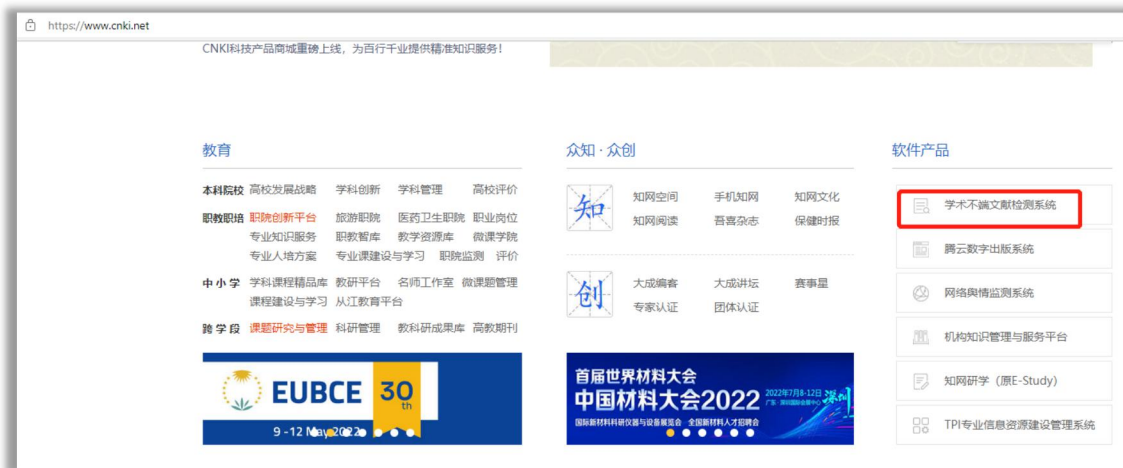 https://www.cnki.net
CNKI科技产品商城重磅上线，为百行千业提供精准知识服务！
教育
本科院校 高校发展战略 学科创新 学科管理 高校评价
职教职培 职院创新平台 旅游职院 医药卫生职院 职业岗位
专业知识服务 职教智库 教学资源库 微课学院
专业人培方案 专业课建设与学习 职院监测 评价
中小学 学科课程精品库 教研平台 名师工作室 微课题管理
课程建设与学习 从江教育平台
跨学段 课题研究与管理 科研管理 教科研成果库 高教期刊
EUBCE 30th
9 - 12 May 2022
众知·众创
知
知网空间 手机知网 知网文化
知网阅读 吾喜杂志 保健时报
创
大成编客 大成讲坛 赛事星
专家认证 团体认证
首届世界材料大会
中国材料大会2022
2022年7月8-12日 深圳
广东·深圳国际会展中心
国际新材料科研仪器与设备展览会 全国新材料人才招聘会
软件产品
学术不端文献检测系统
腾云数字出版系统
网络舆情监测系统
机构知识管理与服务平台
知网研学（原E-Study）
TPI专业信息资源建设管理系统